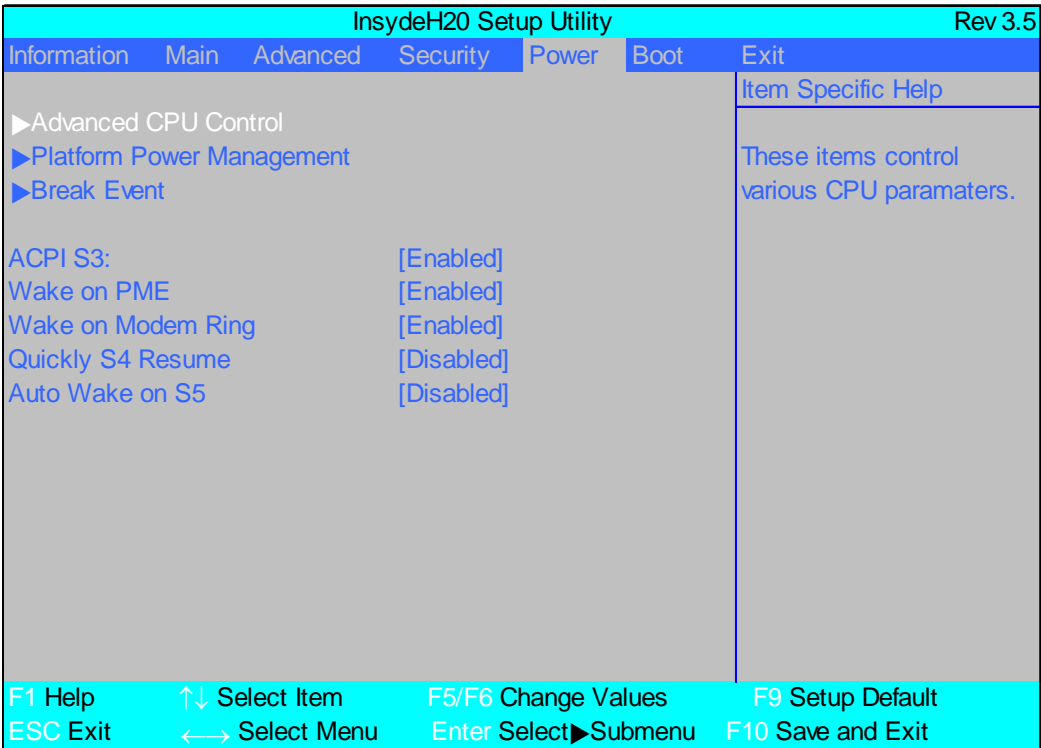 InsydeH20 Setup Utility Rev 3.5
Information Main Advanced Security Power Boot Exit
Item Specific Help
▶Advanced CPU Control
▶Platform Power Management
▶Break Event
These items control
various CPU paramaters.
ACPI S3: [Enabled]
Wake on PME [Enabled]
Wake on Modem Ring [Enabled]
Quickly S4 Resume [Disabled]
Auto Wake on S5 [Disabled]
F1 Help ↑↓ Select Item F5/F6 Change Values F9 Setup Default
ESC Exit ←→ Select Menu Enter Select▶Submenu F10 Save and Exit